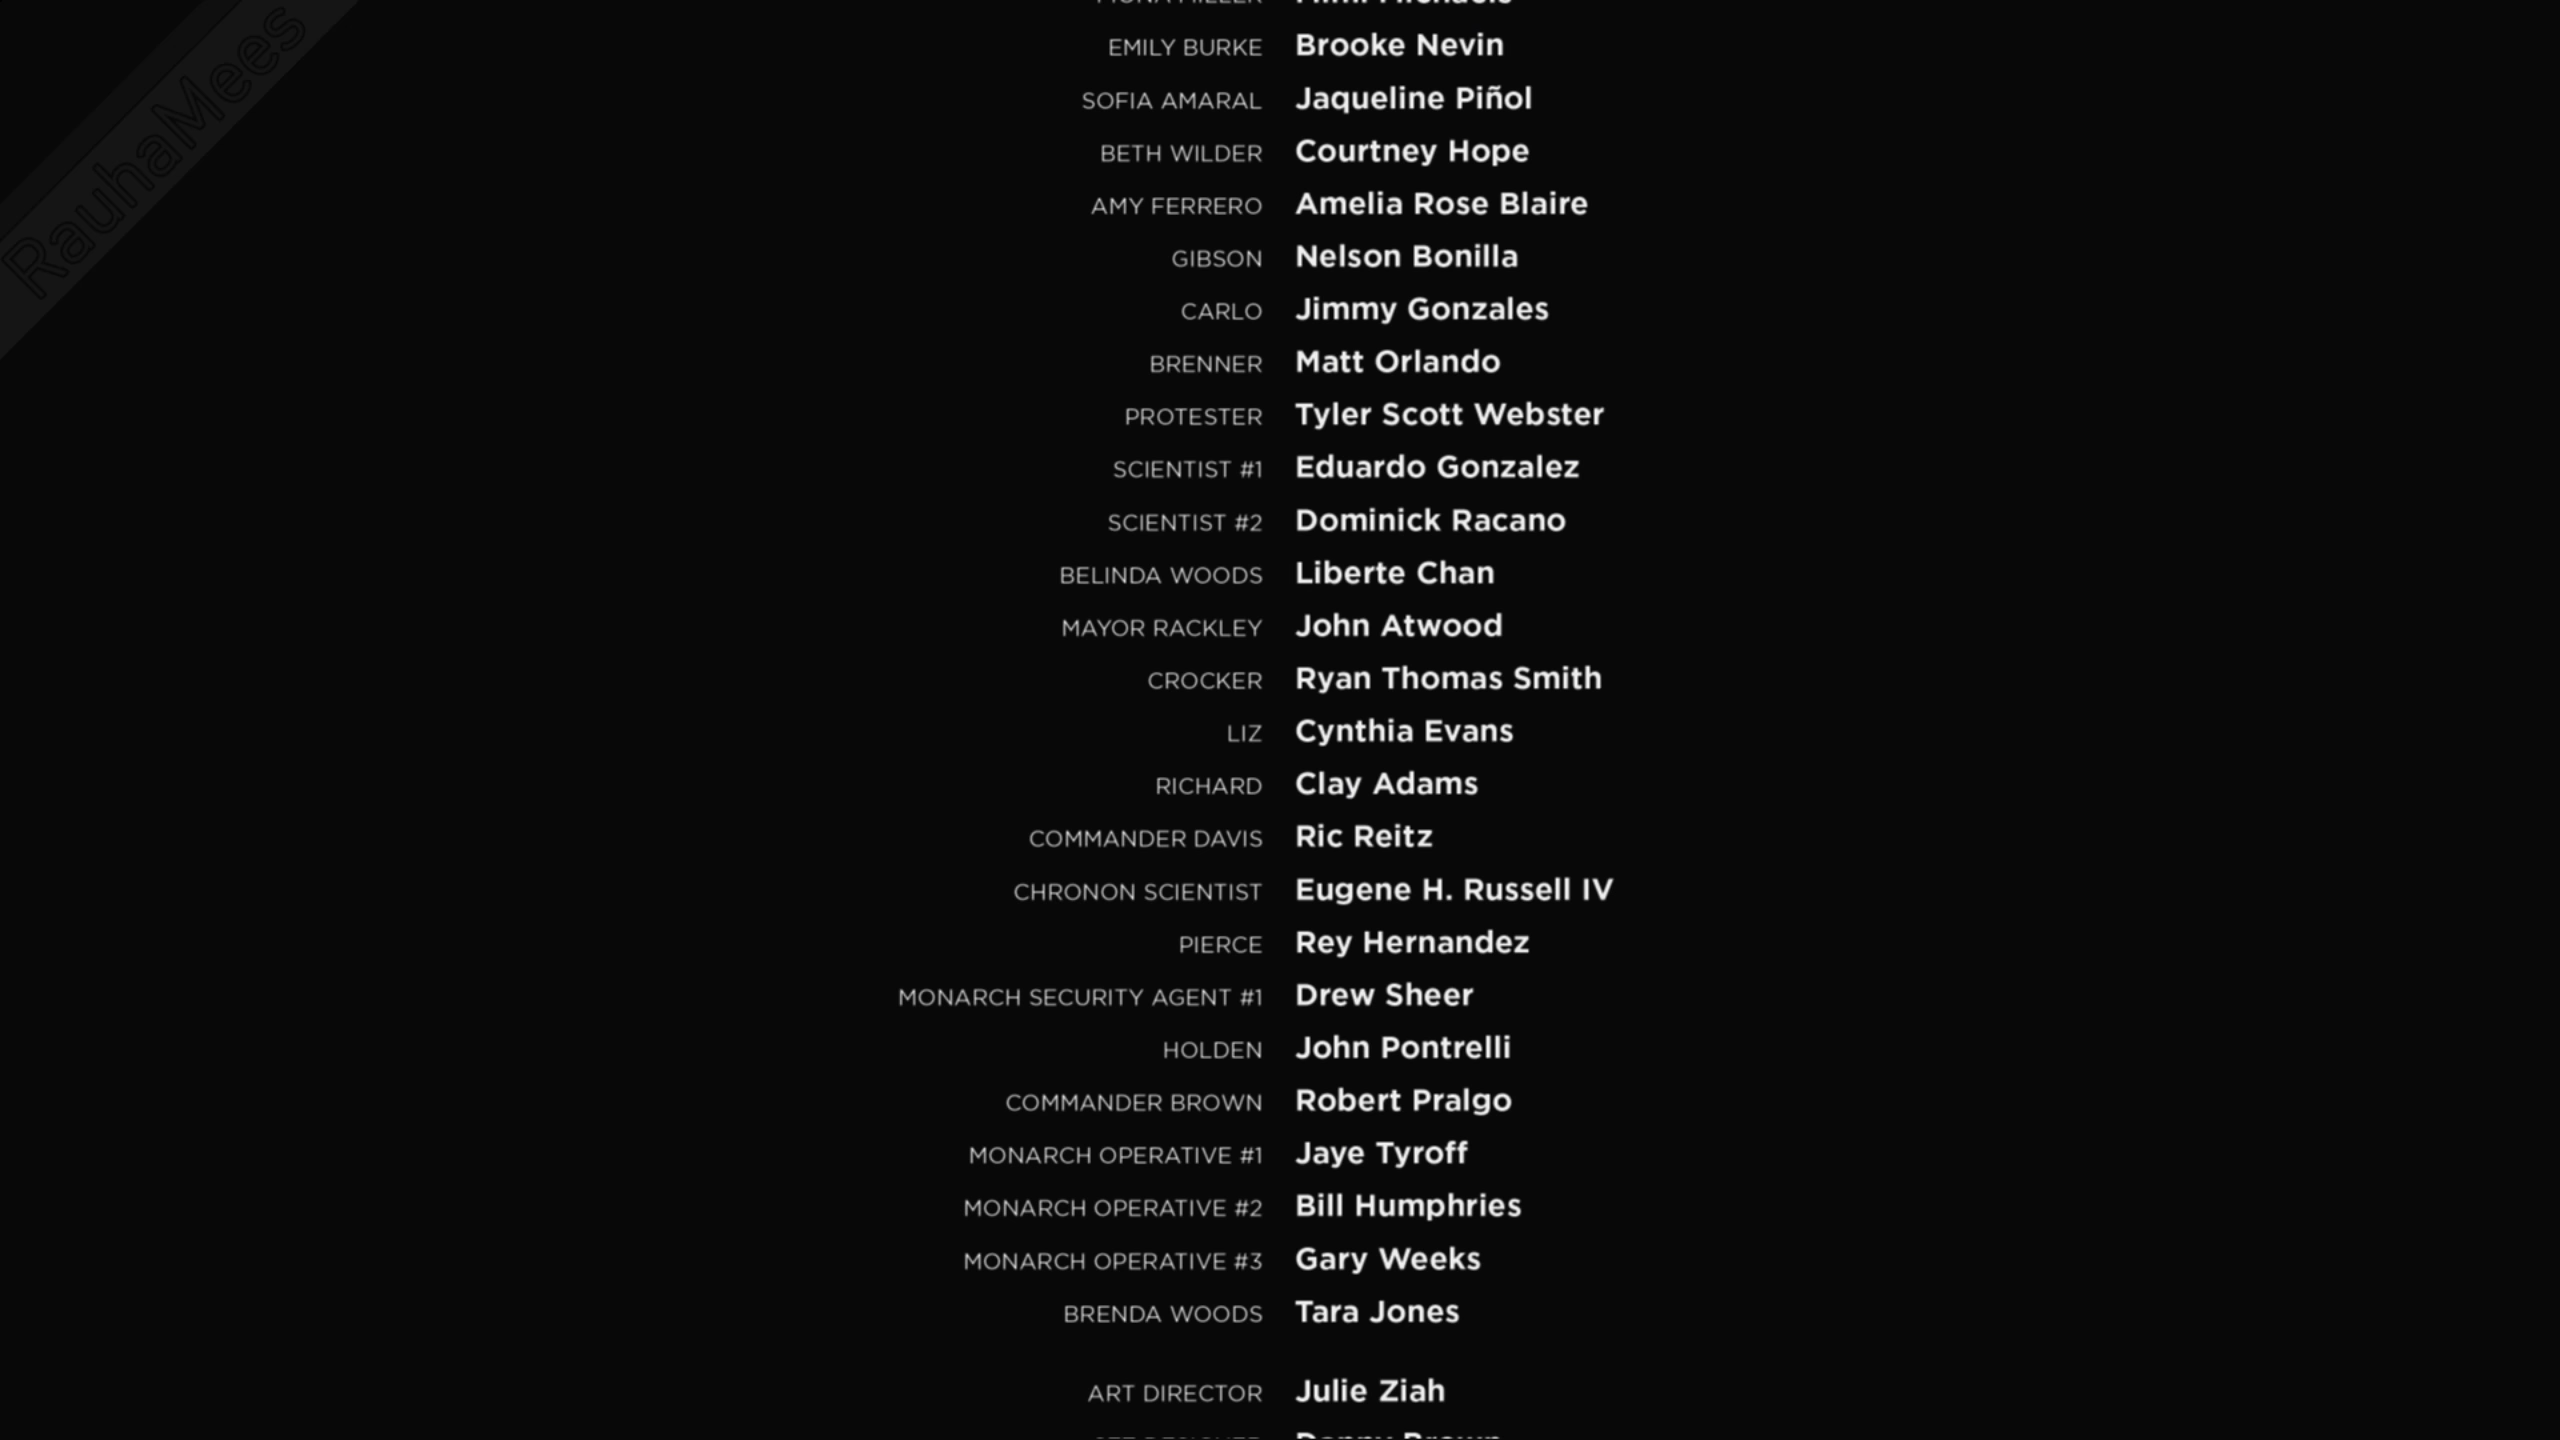 RauhaMees
EMILY BURKE Brooke Nevin
SOFIA AMARAL Jaqueline Piñol
BETH WILDER Courtney Hope
AMY FERRERO Amelia Rose Blaire
GIBSON Nelson Bonilla
CARLO Jimmy Gonzales
BRENNER Matt Orlando
PROTESTER Tyler Scott Webster
SCIENTIST #1 Eduardo Gonzalez
SCIENTIST #2 Dominick Racano
BELINDA WOODS Liberte Chan
MAYOR RACKLEY John Atwood
CROCKER Ryan Thomas Smith
LIZ Cynthia Evans
RICHARD Clay Adams
COMMANDER DAVIS Ric Reitz
CHRONON SCIENTIST Eugene H. Russell IV
PIERCE Rey Hernandez
MONARCH SECURITY AGENT #1 Drew Sheer
HOLDEN John Pontrelli
COMMANDER BROWN Robert Pralgo
MONARCH OPERATIVE #1 Jaye Tyroff
MONARCH OPERATIVE #2 Bill Humphries
MONARCH OPERATIVE #3 Gary Weeks
BRENDA WOODS Tara Jones
ART DIRECTOR Julie Ziah